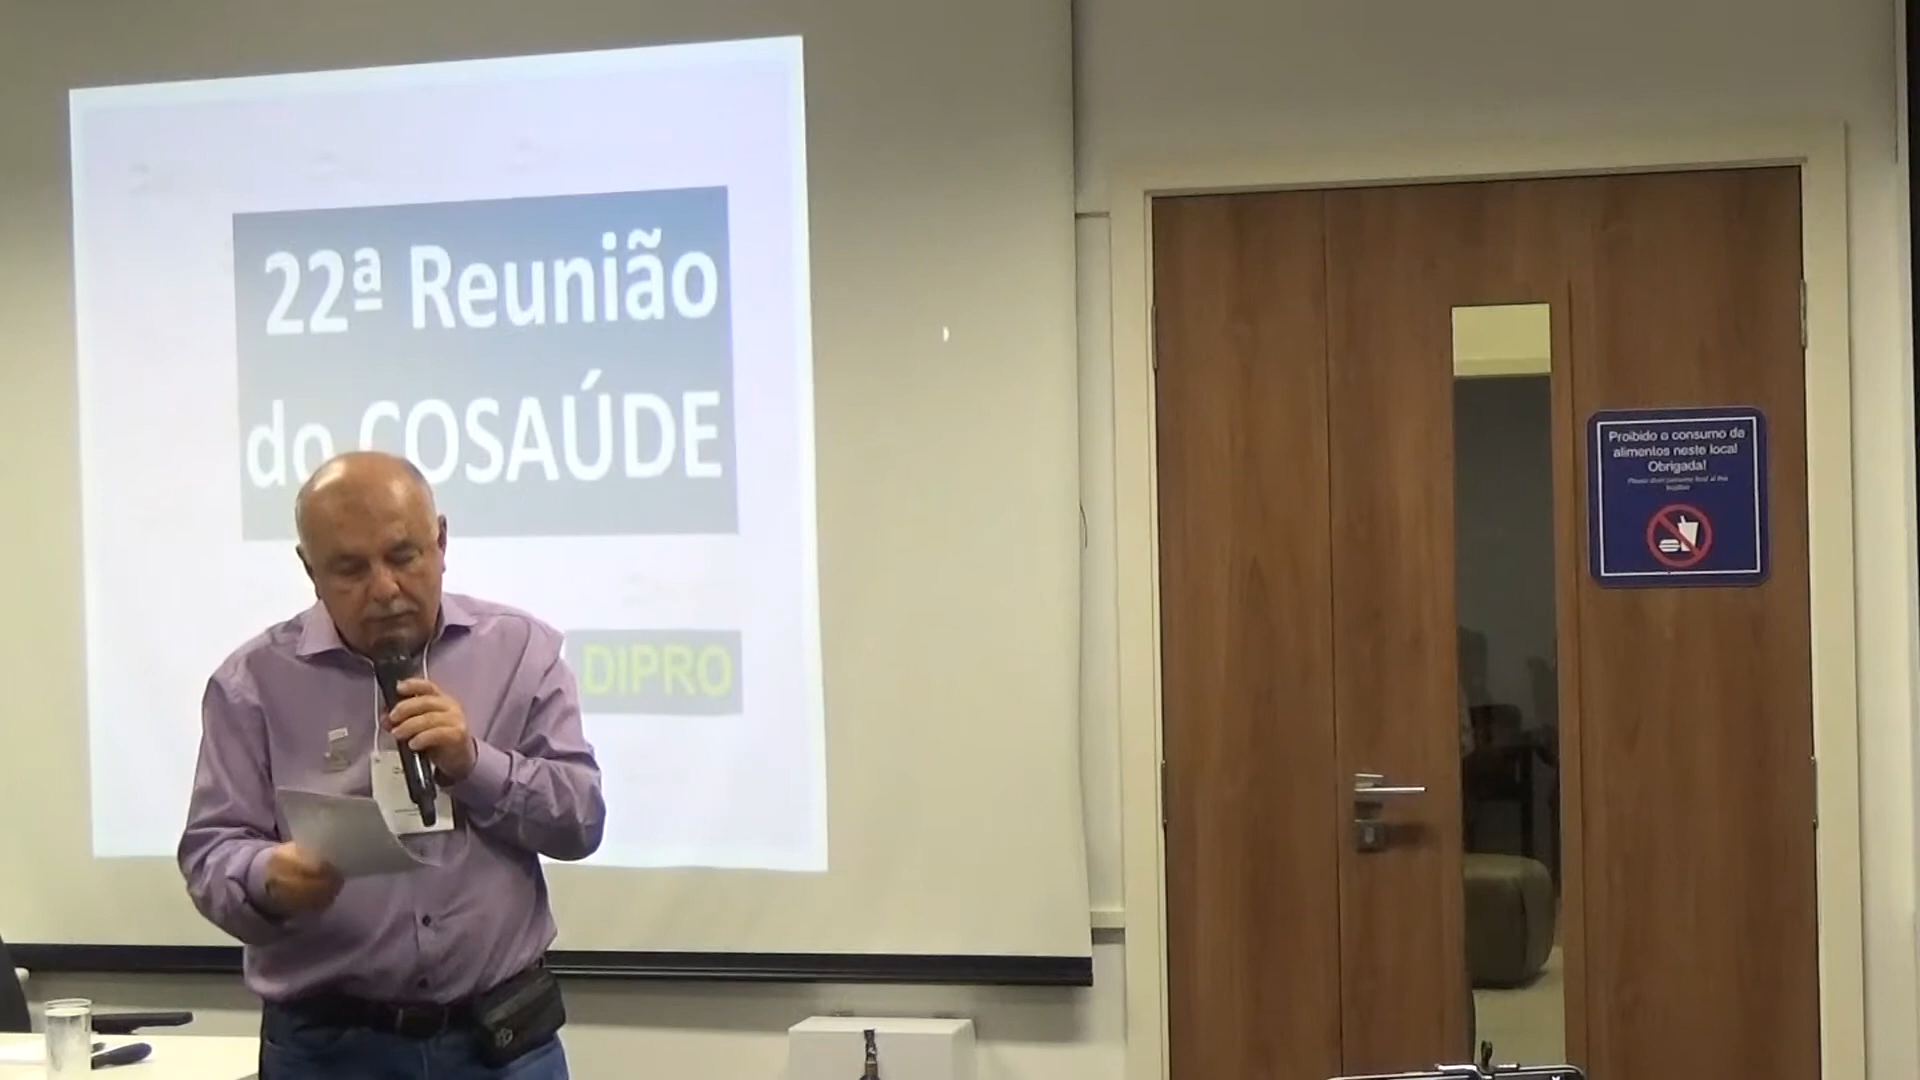 22ª Reunião
do COSAÚDE
DIPRO
Proibido o consumo de
alimentos neste local
Obrigada!